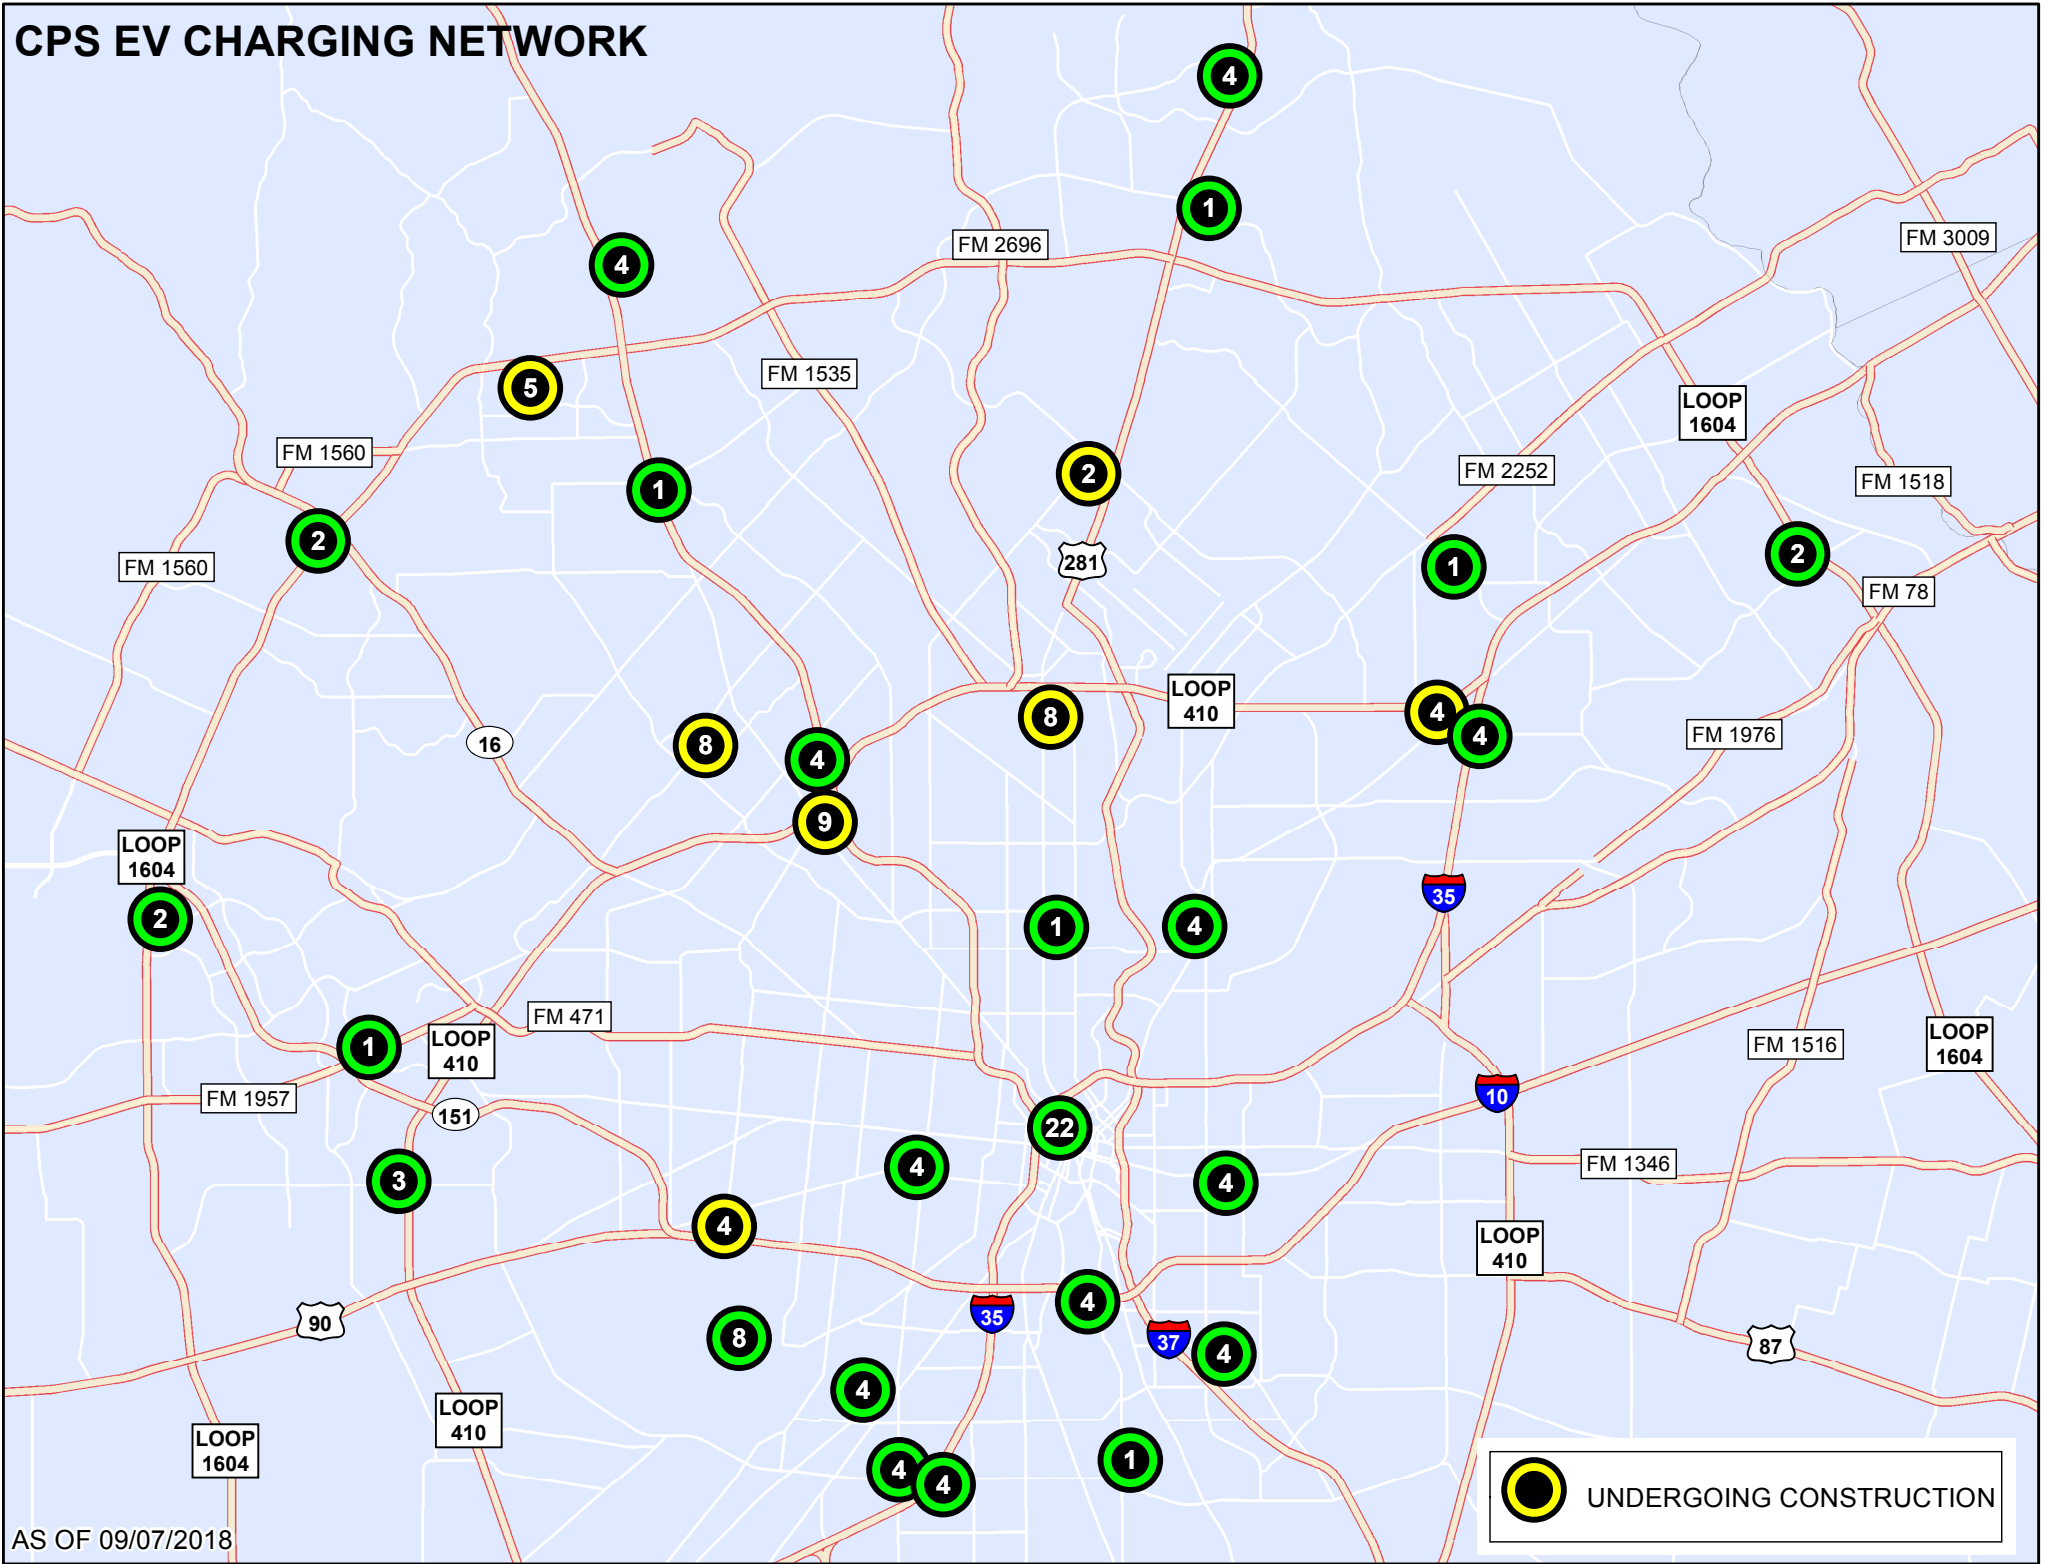 CPS EV CHARGING NETWORK
4
1
FM 2696
FM 3009
4
5
FM 1535
LOOP
1604
FM 1560
1
2
FM 2252
FM 1518
2
FM 1560
281
1
2
FM 78
LOOP
410
4
4
8
FM 1976
16
8
4
9
LOOP
1604
2
35
1
4
FM 471
1
LOOP
410
FM 1516
LOOP
1604
FM 1957
151
10
22
4
3
4
FM 1346
4
LOOP
410
90
4
35
37
4
87
8
4
LOOP
410
LOOP
1604
4
4
1
UNDERGOING CONSTRUCTION
AS OF 09/07/2018